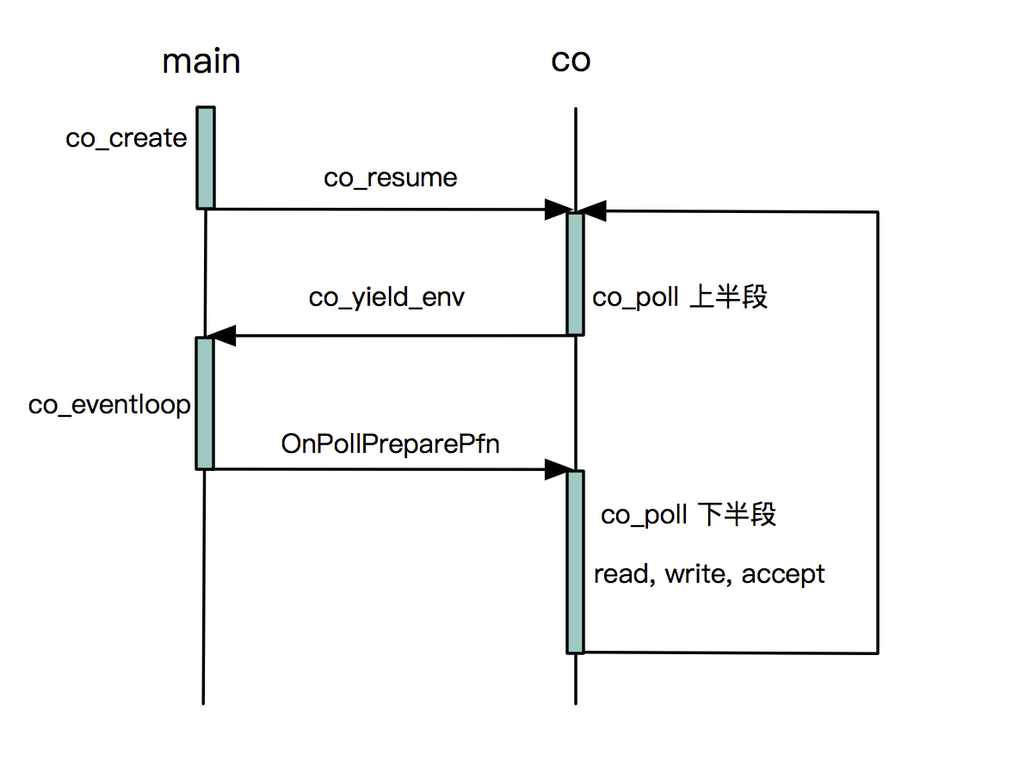 main
co
co_create
co_resume
co_yield_env
co_poll 上半段
co_eventloop
OnPollPreparePfn
co_poll 下半段
read, write, accept